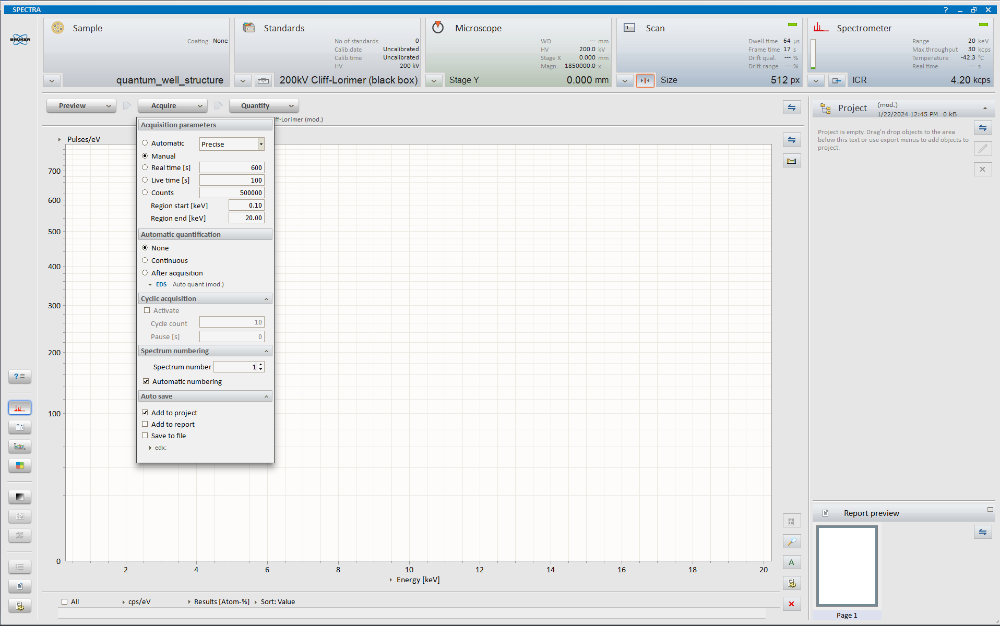 SPECTRA
BRUKER
Sample
Coating None
quantum_well_structure
Standards
No of standards 0
Calib.date Uncalibrated
Calib.time Uncalibrated
HV 200 kV
200kV Cliff-Lorimer (black box)
Microscope
WD --- mm
HV 200.0 kV
Stage X 0.000 mm
Magn. 1850000.0 x
Stage Y 0.000 mm
Scan
Dwell time 64 µs
Frame time 17 s
Drift qual. --- %
Drift range --- %
Size 512 px
Spectrometer
Range 20 keV
Max.throughput 30 kcps
Temperature -42.3 °C
Real time --- s
ICR 4.20 kcps
Preview
Acquire
Quantify
ff-Lorimer (mod.)
Acquisition parameters
Automatic Precise
Manual
Real time [s] 600
Live time [s] 100
Counts 500000
Region start [keV] 0.10
Region end [keV] 20.00
Automatic quantification
None
Continuous
After acquisition
EDS Auto quant (mod.)
Cyclic acquisition
Activate
Cycle count 10
Pause [s] 0
Spectrum numbering
Spectrum number 1
Automatic numbering
Auto save
Add to project
Add to report
Save to file
edx:
Pulses/eV
700
600
500
400
300
200
100
0
2 4 6 8 10 12 14 16 18 20
Energy [keV]
All cps/eV Results [Atom-%] Sort: Value
A
Project (mod.)
1/22/2024 12:45 PM 0 kB
Project is empty. Drag'n drop objects to the area
below this text or use export menus to add objects to
project.
Report preview
Page 1